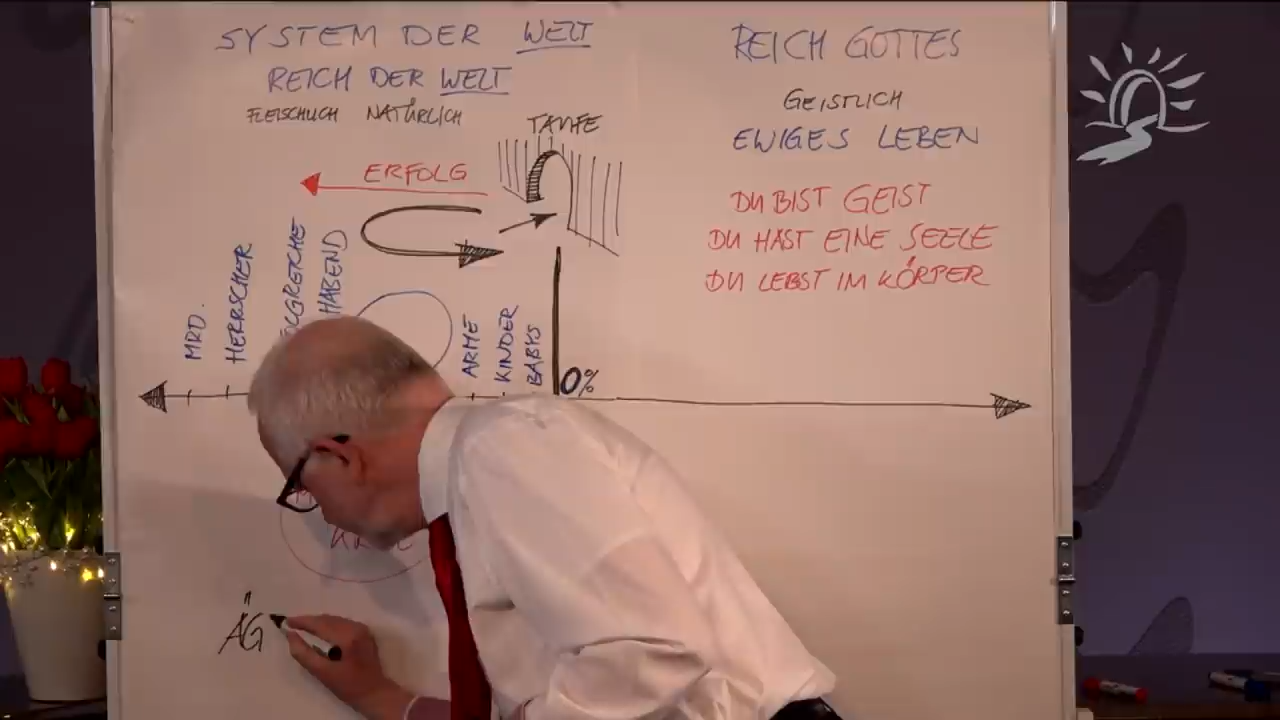 SYSTEM DER WELT
REICH DER WELT
FLEISCHLICH NATÜRLICH
TAUFE
ERFOLG
MRD.
HERRSCHER
ARME
KINDER
BABYS
0%
ÄG
REICH GOTTES
GEISTLICH
EWIGES LEBEN
DU BIST GEIST
DU HAST EINE SEELE
DU LEBST IM KÖRPER